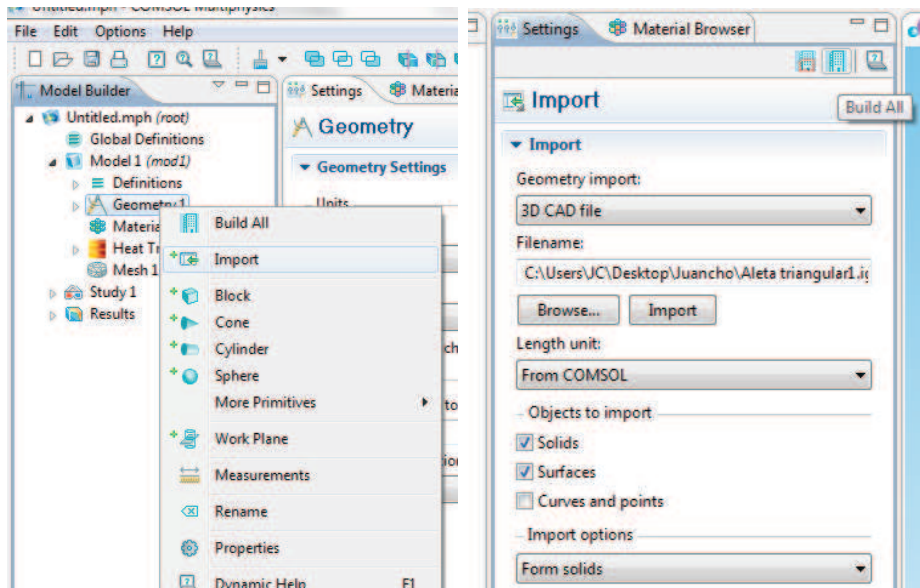 Untitled.mph - COMSOL Multiphysics
File Edit Options Help
Model Builder
Untitled.mph (root)
Global Definitions
Model 1 (mod1)
Definitions
Geometry 1
Mesh 1
Study 1
Results
Settings
Geometry
Geometry Settings
Units
Build All
Import
Block
Cone
Cylinder
Sphere
More Primitives
Work Plane
Measurements
Rename
Properties
Dynamic Help F1
Settings Material Browser
Import
Build All
Import
Geometry import:
3D CAD file
Filename:
C:\Users\JC\Desktop\Juancho\Aleta triangular1.ig
Browse... Import
Length unit:
From COMSOL
Objects to import
Solids
Surfaces
Curves and points
Import options
Form solids